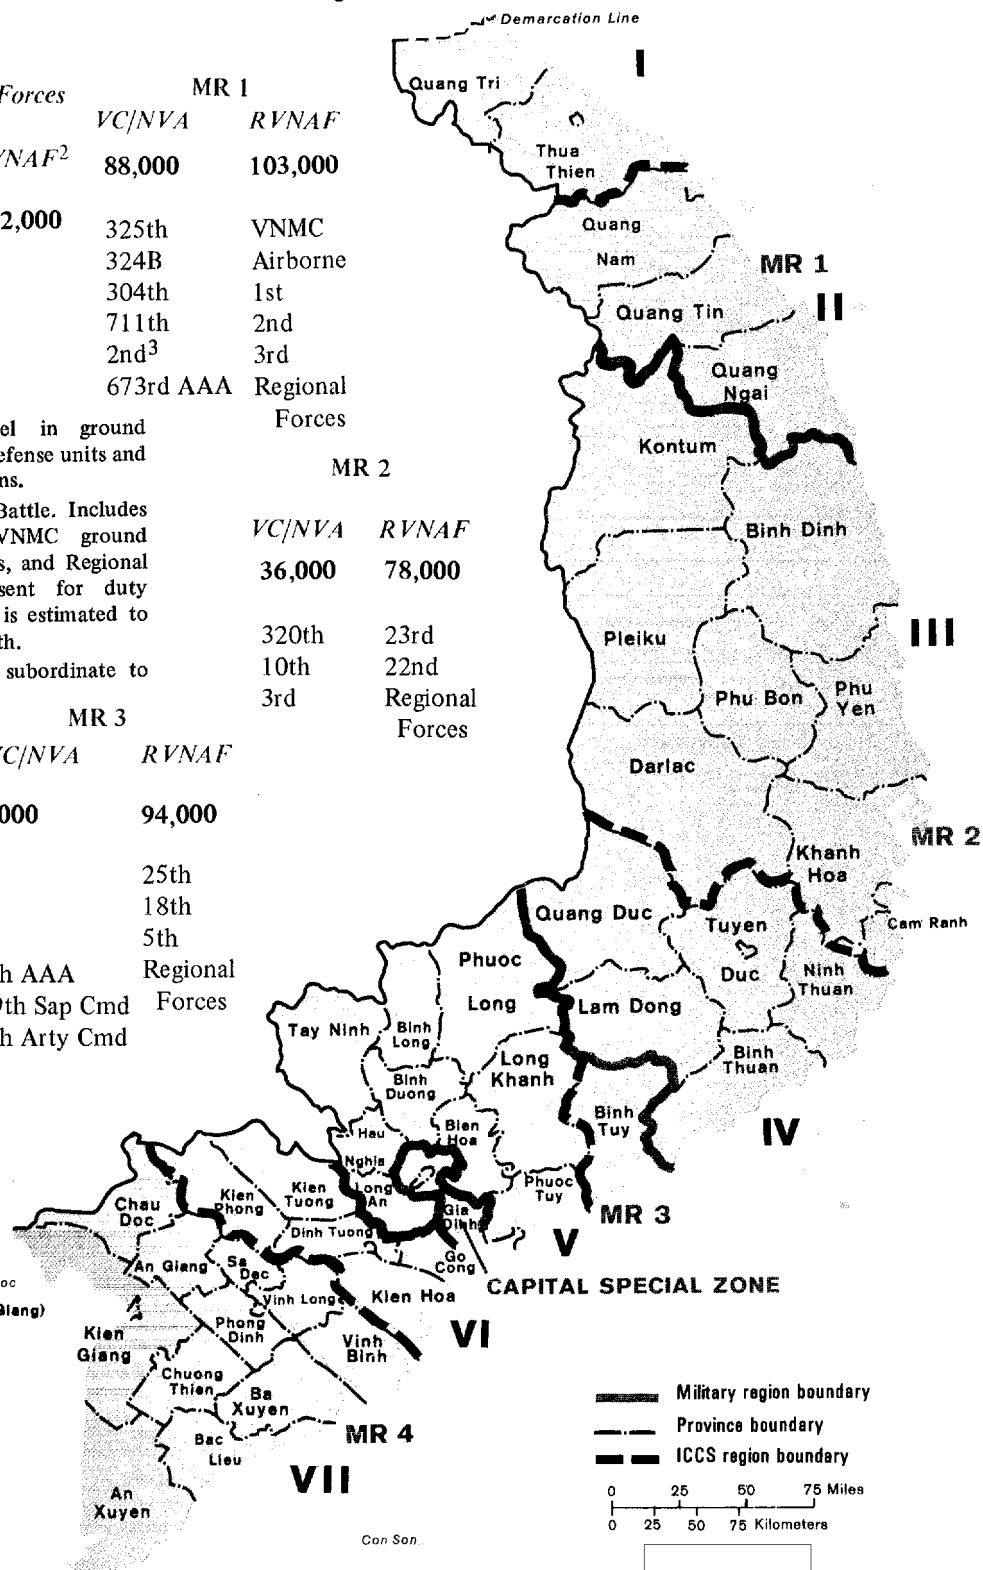 Demarcation Line
I
Forces
MR 1
VC/NVA RVNAF
VNAF2
88,000 103,000
2,000
325th VNMC
324B Airborne
304th 1st
711th 2nd
2nd3 3rd
673rd AAA Regional
Forces
el in ground
efense units and
ns.
Battle. Includes
VNMC ground
s, and Regional
sent for duty
is estimated to
th.
subordinate to
MR 2
VC/NVA RVNAF
36,000 78,000
320th 23rd
10th 22nd
3rd Regional
Forces
MR 3
VC/NVA RVNAF
000 94,000
25th
18th
5th
h AAA Regional
9th Sap Cmd Forces
h Arty Cmd
Quang Tri
Thua
Thien
Quang
Nam
MR 1
II
Quang Tin
Quang
Ngai
Kontum
Binh Dinh
III
Pleiku
Phu Bon
Phu
Yen
Darlac
MR 2
Khanh
Hoa
Cam Ranh
Quang Duc
Tuyen
Duc
Ninh
Thuan
Phuoc
Long
Lam Dong
Tay Ninh
Binh
Long
Long
Khanh
Binh
Thuan
Binh
Duong
Binh
Tuy
IV
Hau
Nghia
Bien
Hoa
Phuoc
Tuy
MR 3
V
Chau
Doc
Kien
Phong
Kien
Tuong
Long
An
Gia
Dinh
Dinh Tuong
Go
Cong
CAPITAL SPECIAL ZONE
An Giang
Sa
Dec
oc
Giang)
Vinh Long
Kien Hoa
VI
Kien
Giang
Phong
Dinh
Vinh
Binh
Chuong
Thien
Ba
Xuyen
MR 4
Bac
Lieu
VII
An
Xuyen
Con Son
Military region boundary
Province boundary
ICCS region boundary
0 25 50 75 Miles
0 25 50 75 Kilometers